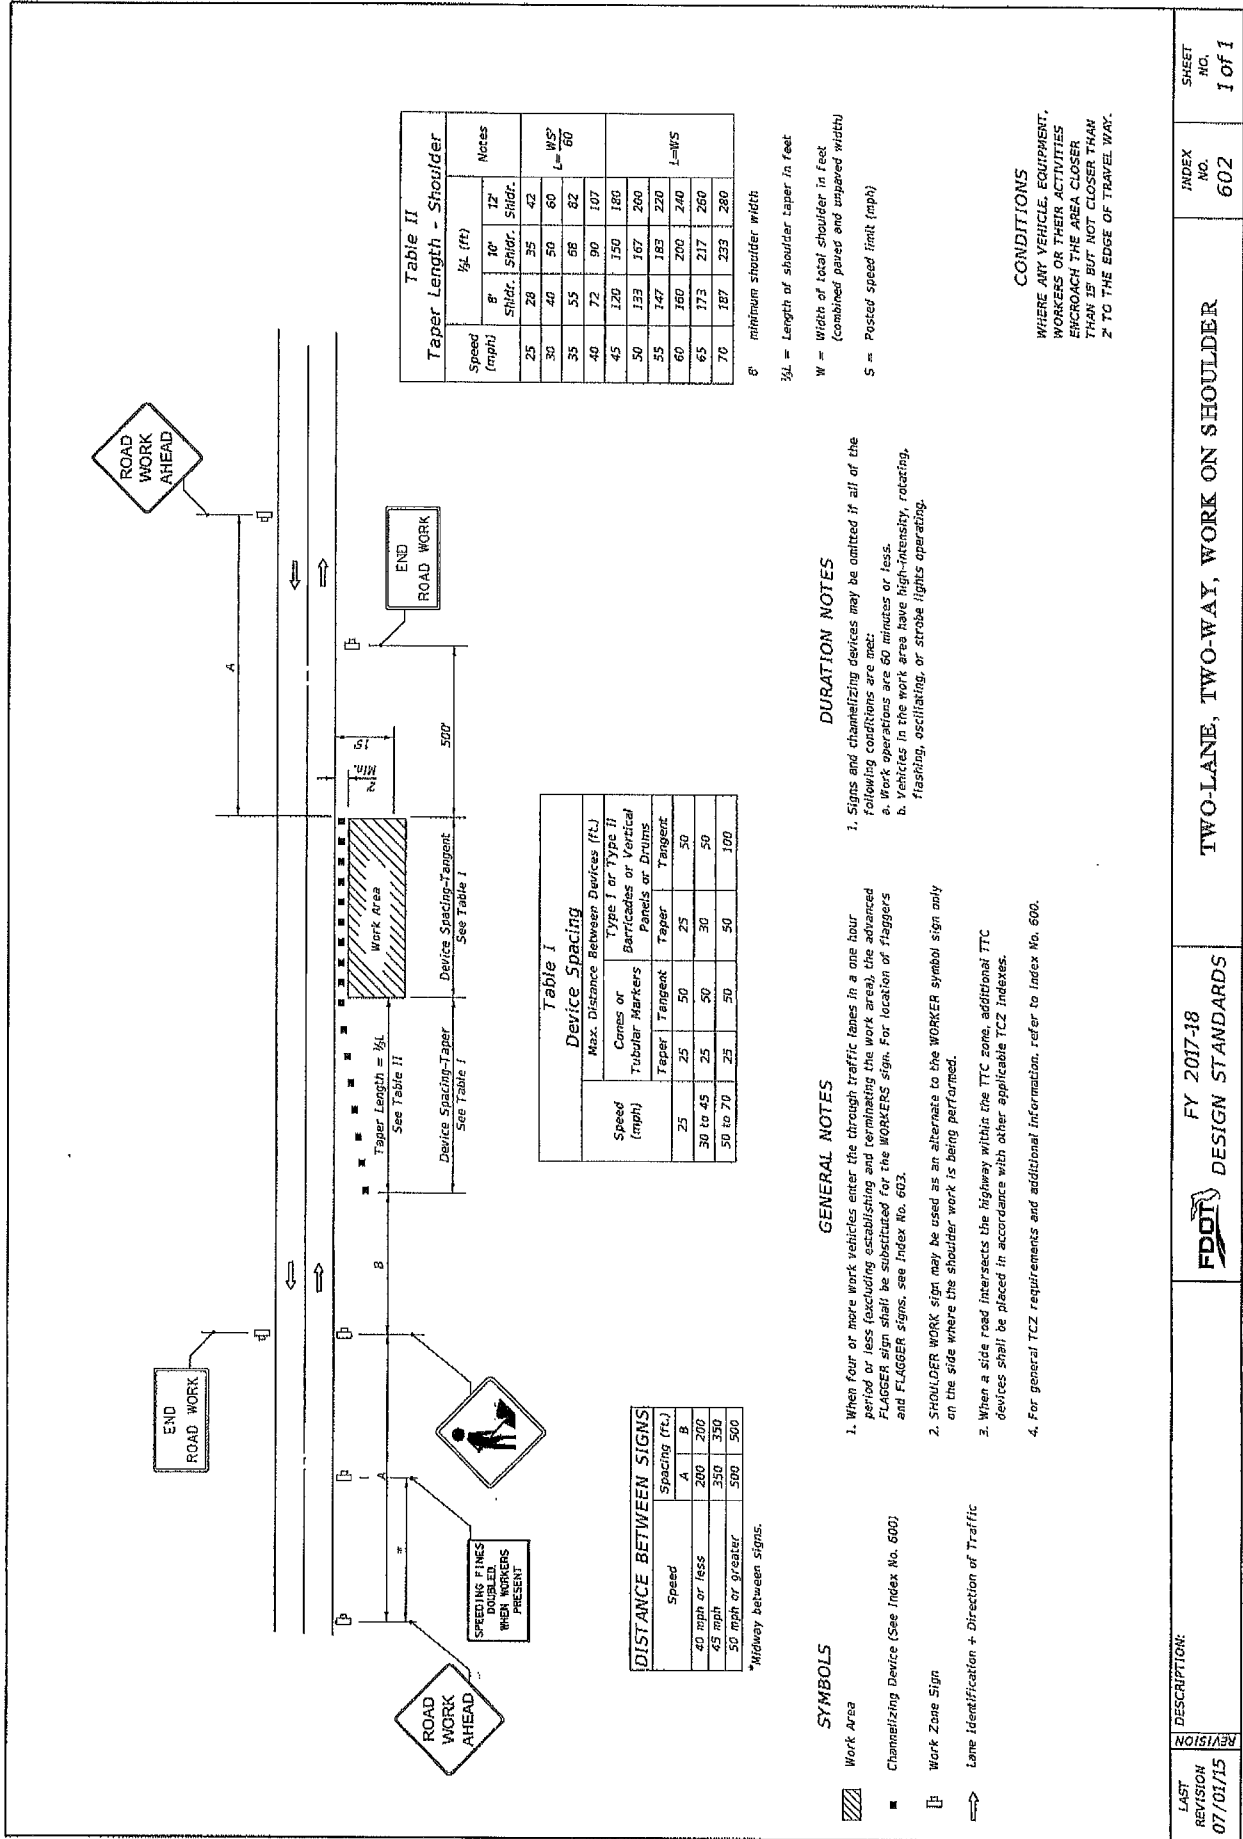 END
ROAD WORK
ROAD
WORK
AHEAD
A
B
A
*
Taper Length = ⅓L
See Table II
Device Spacing-Taper
See Table I
Work Area
Device Spacing-Tangent
See Table I
2' Min.
15'
500'
ROAD
WORK
AHEAD
SPEEDING FINES
DOUBLED
WHEN WORKERS
PRESENT
END
ROAD WORK
DISTANCE BETWEEN SIGNS
Speed Spacing (ft.)
A B
40 mph or less 200 200
45 mph 350 350
50 mph or greater 500 500
*Midway between signs.
Table I
Device Spacing
Speed (mph) Max. Distance Between Devices (ft.)
Cones or Tubular Markers Type I or Type II Barricades or Vertical Panels or Drums
Taper Tangent Taper Tangent
25 25 50 25 50
30 to 45 25 50 30 50
50 to 70 25 50 50 100
Table II
Taper Length - Shoulder
Speed (mph) ⅓L (ft) Notes
8' Shldr. 10' Shldr. 12' Shldr.
25 28 35 42
30 40 50 60
35 55 68 82
40 72 90 107
L= WS²/60
45 120 150 180
50 133 167 200
55 147 183 220
60 160 200 240
65 173 217 260
70 187 233 280
L=WS
8' minimum shoulder width
⅓L = Length of shoulder taper in feet
W = Width of total shoulder in feet
(combined paved and unpaved width)
S = Posted speed limit (mph)
SYMBOLS
Work Area
Channelizing Device (See Index No. 600)
Work Zone Sign
Lane Identification + Direction of Traffic
GENERAL NOTES
1. When four or more work vehicles enter the through traffic lanes in a one hour
period or less (excluding establishing and terminating the work area), the advanced
FLAGGER sign shall be substituted for the WORKERS sign. For location of flaggers
and FLAGGER signs, see Index No. 603.
2. SHOULDER WORK sign may be used as an alternate to the WORKER symbol sign only
on the side where the shoulder work is being performed.
3. When a side road intersects the highway within the TTC zone, additional TTC
devices shall be placed in accordance with other applicable TCZ Indexes.
4. For general TCZ requirements and additional information, refer to Index No. 600.
DURATION NOTES
1. Signs and channelizing devices may be omitted if all of the
following conditions are met:
a. Work operations are 60 minutes or less.
b. Vehicles in the work area have high-intensity, rotating,
flashing, oscillating, or strobe lights operating.
CONDITIONS
WHERE ANY VEHICLE, EQUIPMENT,
WORKERS OR THEIR ACTIVITIES
ENCROACH THE AREA CLOSER
THAN 15' BUT NOT CLOSER THAN
2' TO THE EDGE OF TRAVEL WAY.
LAST
REVISION
07/01/15
REVISION
DESCRIPTION:
FDOT
FY 2017-18
DESIGN STANDARDS
TWO-LANE, TWO-WAY, WORK ON SHOULDER
INDEX
NO.
602
SHEET
NO.
1 of 1